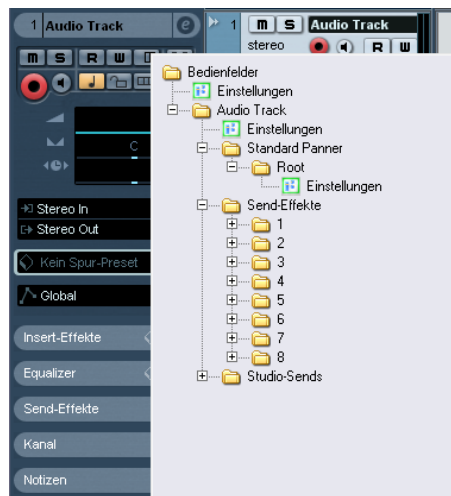 1 Audio Track e
m S R W
C
Stereo In
Stereo Out
Kein Spur-Preset
Global
Insert-Effekte
Equalizer
Send-Effekte
Kanal
Notizen
1 m S Audio Track
stereo R W
Bedienfelder
Einstellungen
Audio Track
Einstellungen
Standard Panner
Root
Einstellungen
Send-Effekte
1
2
3
4
5
6
7
8
Studio-Sends